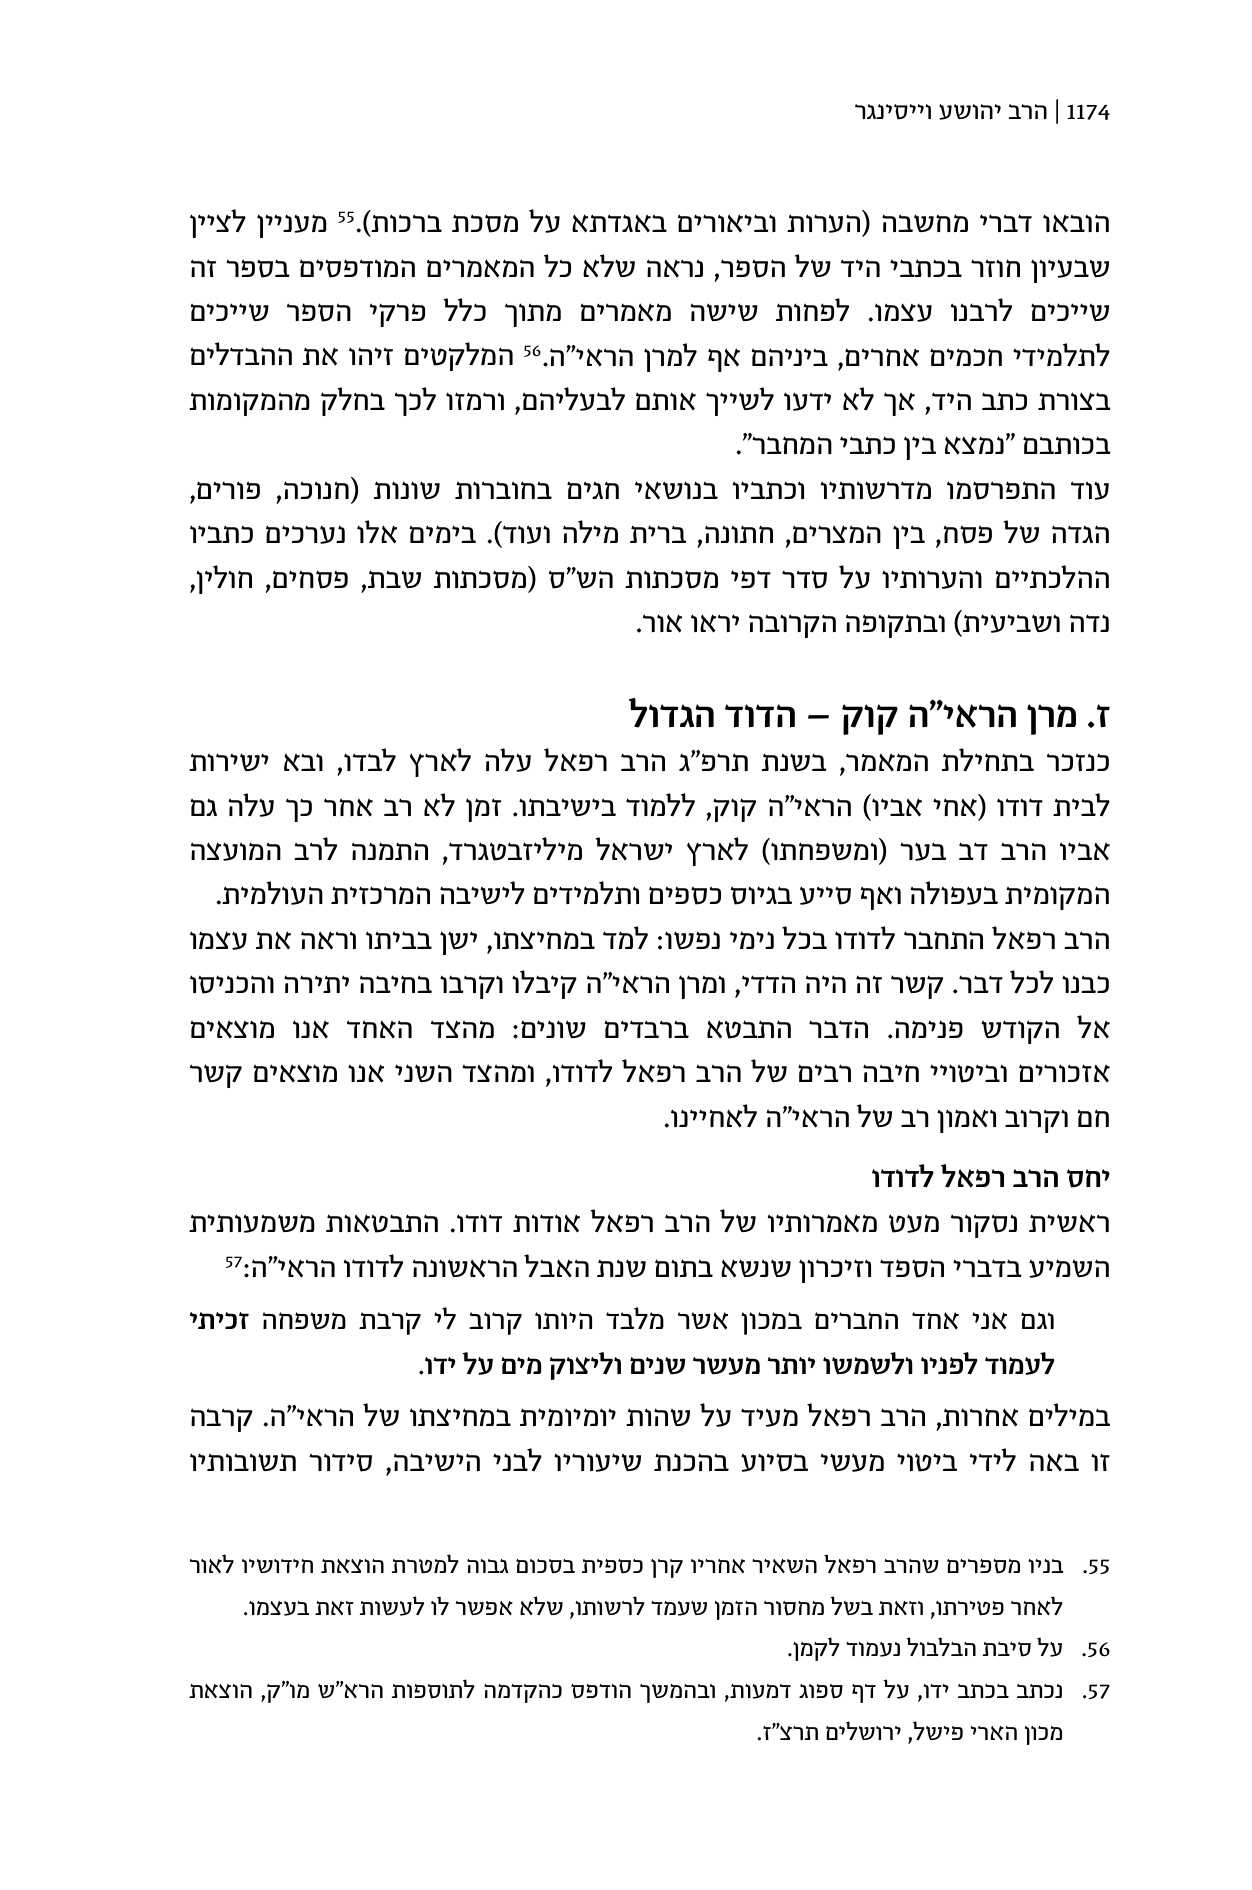 1174 | הרב יהושע וייסינגר
הובאו דברי מחשבה (הערות וביאורים באגדתא על מסכת ברכות).55 מעניין לציין
שבעיון חוזר בכתבי היד של הספר, נראה שלא כל המאמרים המודפסים בספר זה
שייכים לרבנו עצמו. לפחות שישה מאמרים מתוך כלל פרקי הספר שייכים
לתלמידי חכמים אחרים, ביניהם אף למרן הראי”ה.56 המלקטים זיהו את ההבדלים
בצורת כתב היד, אך לא ידעו לשייך אותם לבעליהם, ורמזו לכך בחלק מהמקומות
בכותבם ”נמצא בין כתבי המחבר”.
עוד התפרסמו מדרשותיו וכתביו בנושאי חגים בחוברות שונות (חנוכה, פורים,
הגדה של פסח, בין המצרים, חתונה, ברית מילה ועוד). בימים אלו נערכים כתביו
ההלכתיים והערותיו על סדר דפי מסכתות הש”ס (מסכתות שבת, פסחים, חולין,
נדה ושביעית) ובתקופה הקרובה יראו אור.
ז. מרן הראי”ה קוק – הדוד הגדול
כנזכר בתחילת המאמר, בשנת תרפ”ג הרב רפאל עלה לארץ לבדו, ובא ישירות
לבית דודו (אחי אביו) הראי”ה קוק, ללמוד בישיבתו. זמן לא רב אחר כך עלה גם
אביו הרב דב בער (ומשפחתו) לארץ ישראל מיליזבטגרד, התמנה לרב המועצה
המקומית בעפולה ואף סייע בגיוס כספים ותלמידים לישיבה המרכזית העולמית.
הרב רפאל התחבר לדודו בכל נימי נפשו: למד במחיצתו, ישן בביתו וראה את עצמו
כבנו לכל דבר. קשר זה היה הדדי, ומרן הראי”ה קיבלו וקרבו בחיבה יתירה והכניסו
אל הקודש פנימה. הדבר התבטא ברבדים שונים: מהצד האחד אנו מוצאים
אזכורים וביטויי חיבה רבים של הרב רפאל לדודו, ומהצד השני אנו מוצאים קשר
חם וקרוב ואמון רב של הראי”ה לאחיינו.
יחס הרב רפאל לדודו
ראשית נסקור מעט מאמרותיו של הרב רפאל אודות דודו. התבטאות משמעותית
השמיע בדברי הספד וזיכרון שנשא בתום שנת האבל הראשונה לדודו הראי”ה:57
וגם אני אחד החברים במכון אשר מלבד היותו קרוב לי קרבת משפחה זכיתי
לעמוד לפניו ולשמשו יותר מעשר שנים וליצוק מים על ידו.
במילים אחרות, הרב רפאל מעיד על שהות יומיומית במחיצתו של הראי”ה. קרבה
זו באה לידי ביטוי מעשי בסיוע בהכנת שיעוריו לבני הישיבה, סידור תשובותיו
55. בניו מספרים שהרב רפאל השאיר אחריו קרן כספית בסכום גבוה למטרת הוצאת חידושיו לאור
לאחר פטירתו, וזאת בשל מחסור הזמן שעמד לרשותו, שלא אפשר לו לעשות זאת בעצמו.
56. על סיבת הבלבול נעמוד לקמן.
57. נכתב בכתב ידו, על דף ספוג דמעות, ובהמשך הודפס כהקדמה לתוספות הרא”ש מו”ק, הוצאת
מכון הארי פישל, ירושלים תרצ”ז.